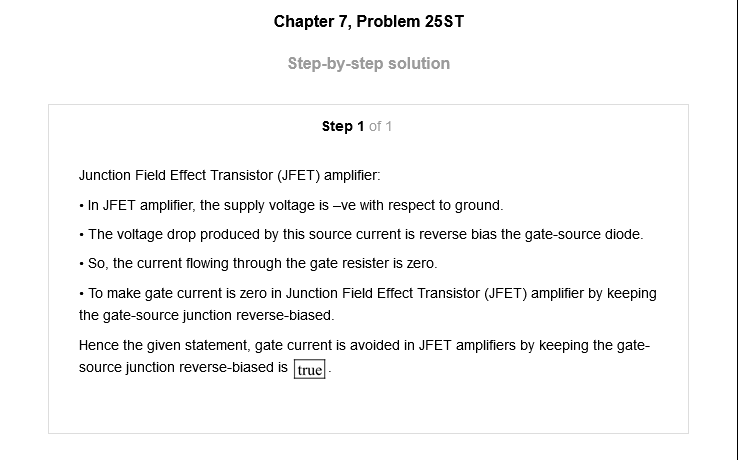 Chapter 7, Problem 25ST
Step-by-step solution
Step 1 of 1
Junction Field Effect Transistor (JFET) amplifier:
• In JFET amplifier, the supply voltage is –ve with respect to ground.
• The voltage drop produced by this source current is reverse bias the gate-source diode.
• So, the current flowing through the gate resister is zero.
• To make gate current is zero in Junction Field Effect Transistor (JFET) amplifier by keeping
the gate-source junction reverse-biased.
Hence the given statement, gate current is avoided in JFET amplifiers by keeping the gate-
source junction reverse-biased is true.